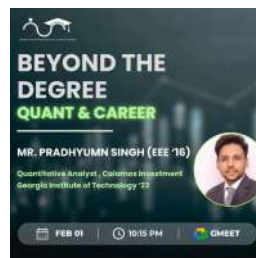 BEYOND THE
DEGREE
QUANT & CAREER
MR. PRADHYUMN SINGH (EEE '16)
Quantitative Analyst, Calamos Investment
Georgia Institute of Technology '23
FEB 01 | 10:15 PM | GMEET